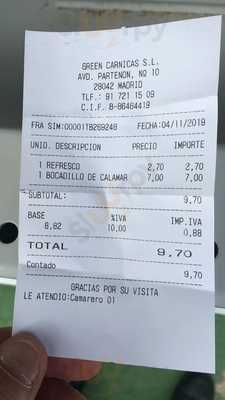 GREEN CARNICAS S.L.
AVD. PARTENON, Nº 10
28042 MADRID
TLF.: 91 721 15 09
C.I.F. B-86464419
FRA SIM:00001TB269248 FECHA:04/11/2019
UNID. DESCRIPCION PRECIO IMPORTE
1 REFRESCO 2,70 2,70
1 BOCADILLO DE CALAMAR 7,00 7,00
SUBTOTAL: 9,70
BASE %IVA IMP.IVA
8,82 10,00 0,88
TOTAL 9,70
Contado 9,70
GRACIAS POR SU VISITA
LE ATENDIO:Camarero 01